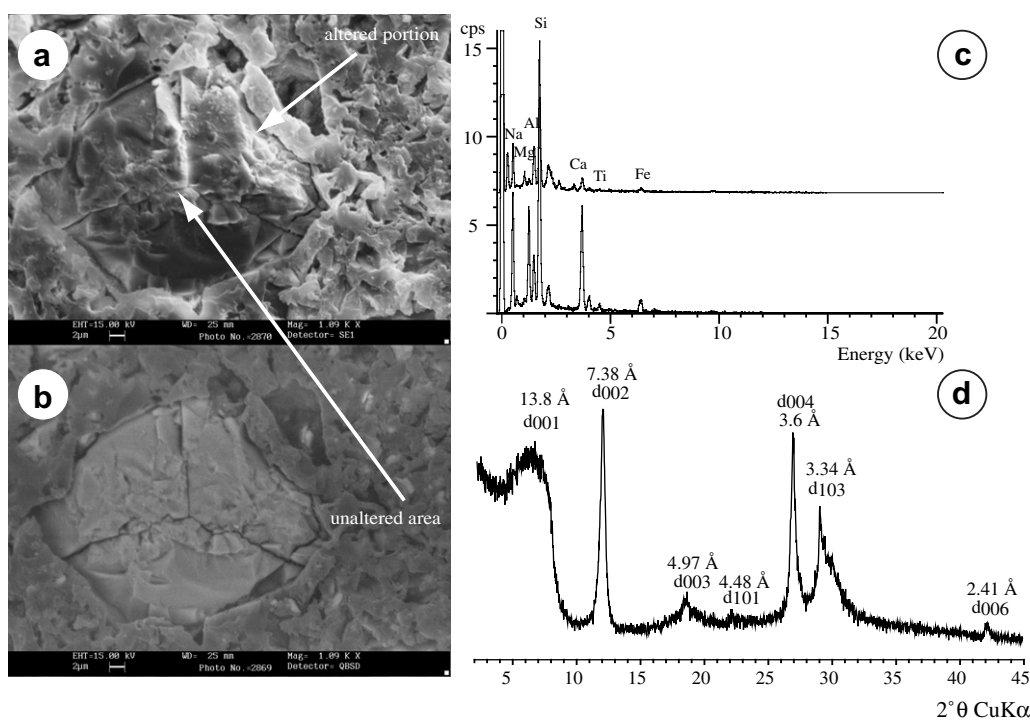 a
altered portion
EHT=15.00 kV WD= 25 mm Mag= 1.09 K X
2µm Photo No.=2870 Detector= SE1
b
unaltered area
EHT=15.00 kV WD= 25 mm Mag= 1.09 K X
2µm Photo No.=2869 Detector= QBSD
c
cps
15
10
5
Si
Na
Mg
Al
Ca
Ti
Fe
0 5 10 15 20
Energy (keV)
d
13.8 Å
d001
7.38 Å
d002
4.97 Å
d003
4.48 Å
d101
d004
3.6 Å
3.34 Å
d103
2.41 Å
d006
5 10 15 20 25 30 35 40 45
2˚θ CuKα